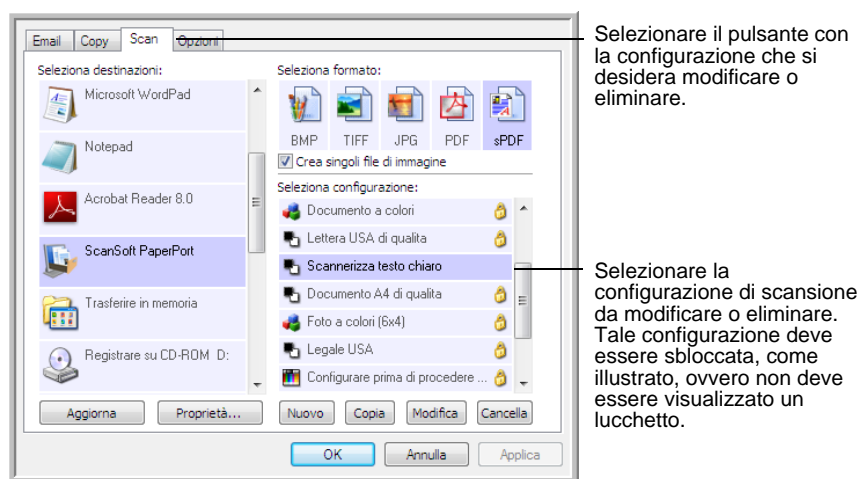 Email Copy Scan Opzioni
Seleziona destinazioni:
Microsoft WordPad
Notepad
Acrobat Reader 8.0
ScanSoft PaperPort
Trasferire in memoria
Registrare su CD-ROM D:
Aggiorna Proprietà...
Seleziona formato:
BMP TIFF JPG PDF sPDF
Crea singoli file di immagine
Seleziona configurazione:
Documento a colori
Lettera USA di qualita
Scannerizza testo chiaro
Documento A4 di qualita
Foto a colori (6x4)
Legale USA
Configurare prima di procedere ...
Nuovo Copia Modifica Cancella
OK Annulla Applica
Selezionare il pulsante con
la configurazione che si
desidera modificare o
eliminare.
Selezionare la
configurazione di scansione
da modificare o eliminare.
Tale configurazione deve
essere sbloccata, come
illustrato, ovvero non deve
essere visualizzato un
lucchetto.